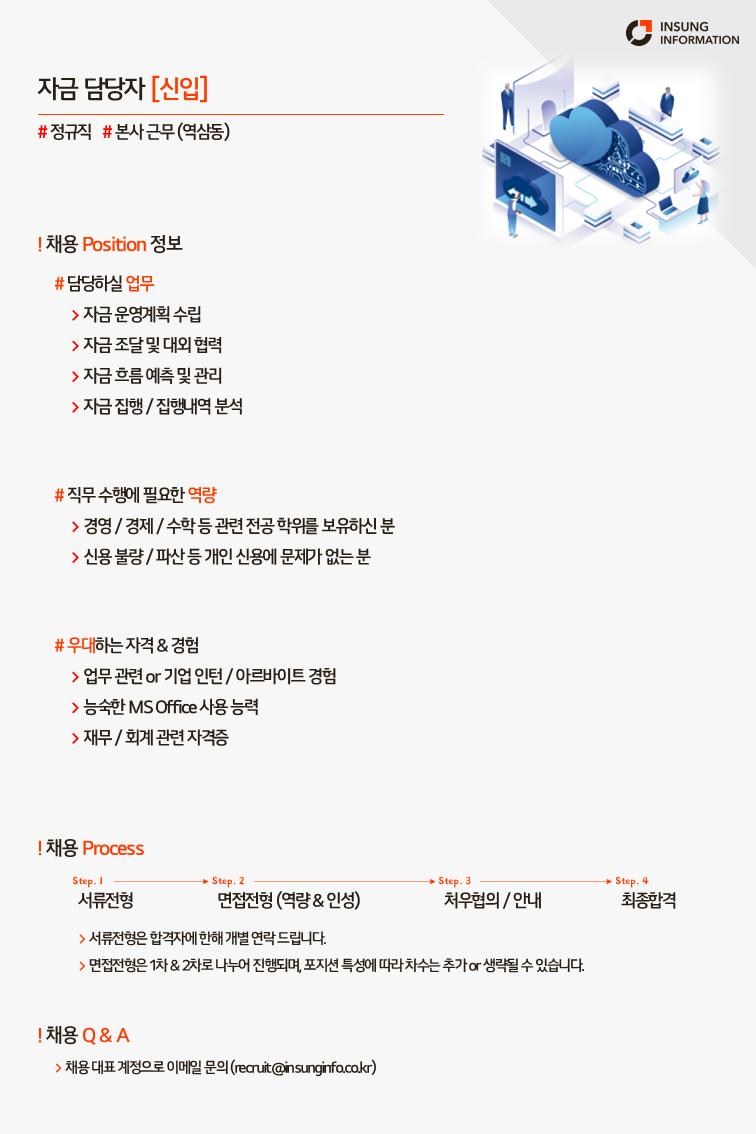 INSUNG
INFORMATION
자금 담당자 [신입]
# 정규직 # 본사 근무 (역삼동)
! 채용 Position 정보
# 담당하실 업무
> 자금 운영계획 수립
> 자금 조달 및 대외 협력
> 자금 흐름 예측 및 관리
> 자금 집행 / 집행내역 분석
# 직무 수행에 필요한 역량
> 경영 / 경제 / 수학 등 관련 전공 학위를 보유하신 분
> 신용 불량 / 파산 등 개인 신용에 문제가 없는 분
# 우대하는 자격 & 경험
> 업무 관련 or 기업 인턴 / 아르바이트 경험
> 능숙한 MS Office 사용 능력
> 재무 / 회계 관련 자격증
! 채용 Process
Step. 1 Step. 2 Step. 3 Step. 4
서류전형 면접전형 (역량 & 인성) 처우협의 / 안내 최종합격
> 서류전형은 합격자에 한해 개별 연락 드립니다.
> 면접전형은 1차 & 2차로 나누어 진행되며, 포지션 특성에 따라 차수는 추가 or 생략될 수 있습니다.
! 채용 Q & A
> 채용 대표 계정으로 이메일 문의 (recruit@insunginfo.co.kr)